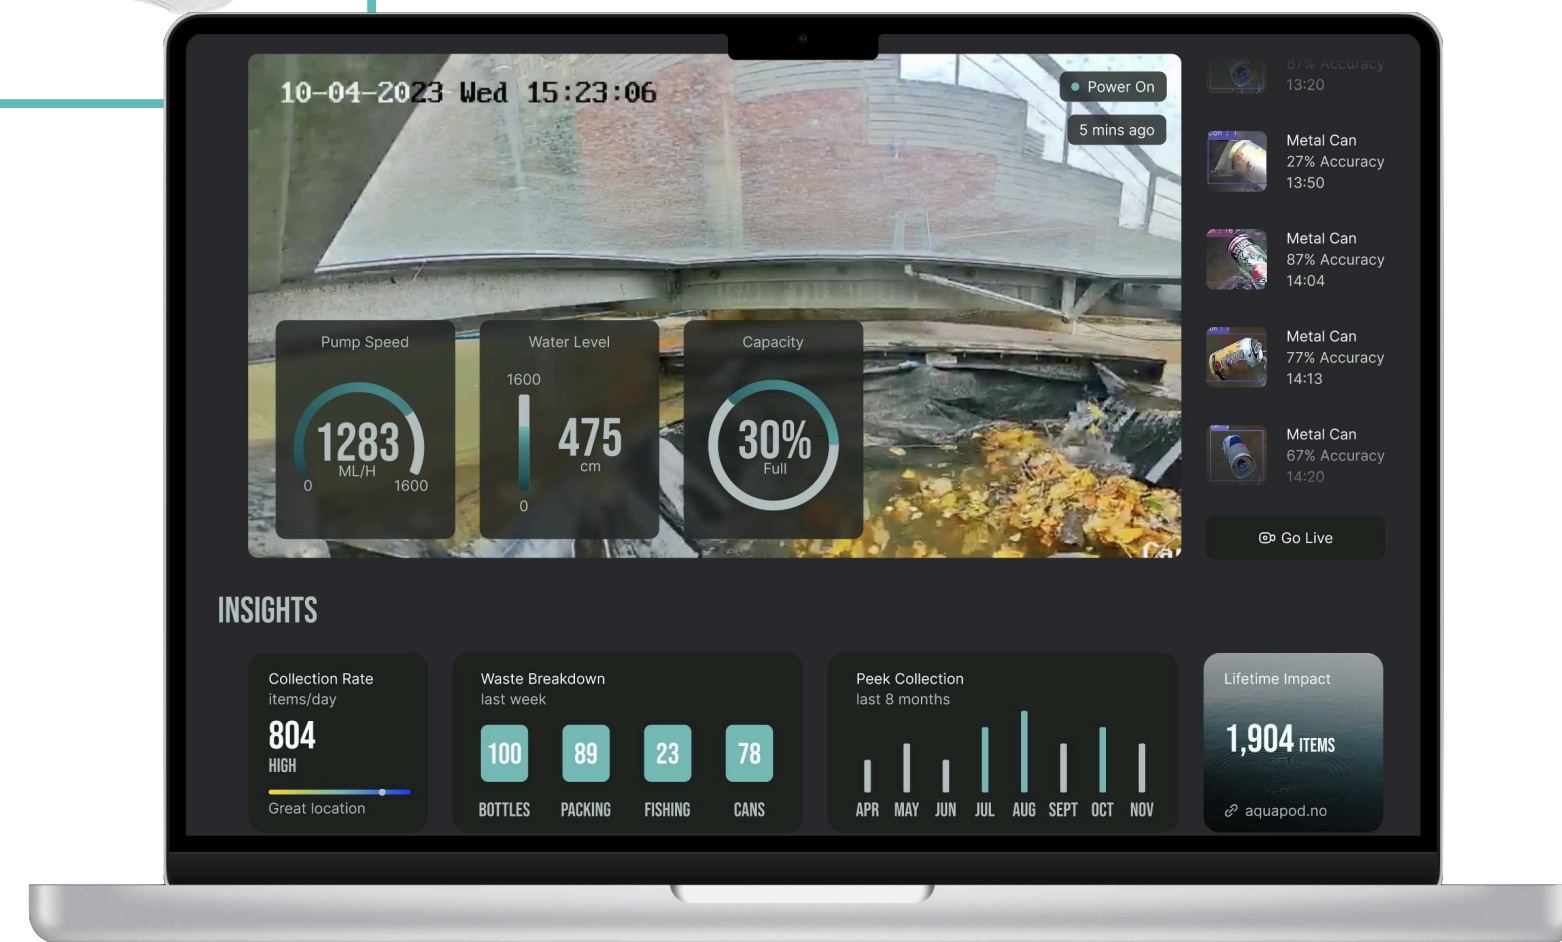 10-04-2023 Wed 15:23:06
Power On
5 mins ago
Pump Speed
1283
ML/H
0
1600
Water Level
1600
475
cm
0
Capacity
30%
Full
87% Accuracy
13:20
Metal Can
27% Accuracy
13:50
Metal Can
87% Accuracy
14:04
Metal Can
77% Accuracy
14:13
Metal Can
67% Accuracy
14:20
Go Live
INSIGHTS
Collection Rate
items/day
804
HIGH
Great location
Waste Breakdown
last week
100 89 23 78
BOTTLES PACKING FISHING CANS
Peek Collection
last 8 months
APR MAY JUN JUL AUG SEPT OCT NOV
Lifetime Impact
1,904 ITEMS
aquapod.no